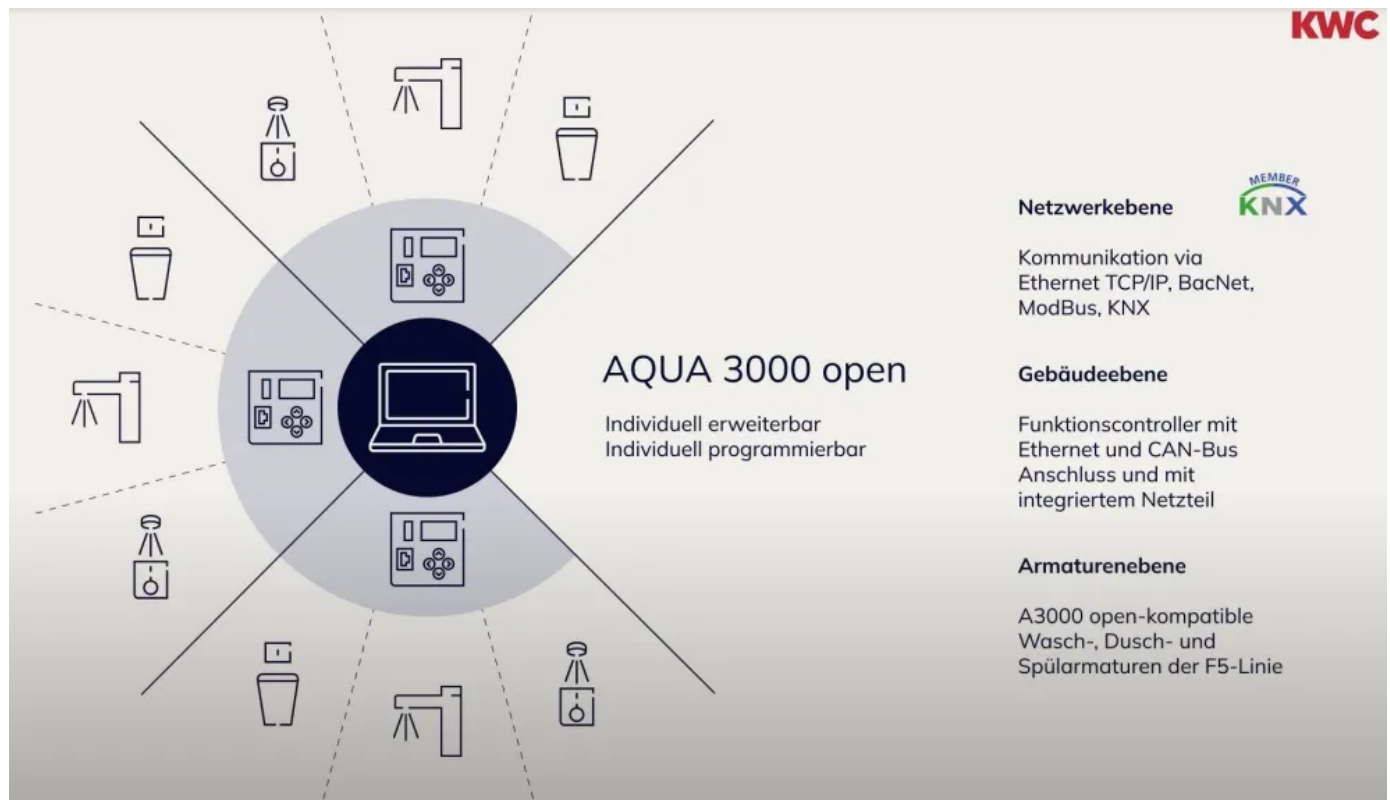 KWC
AQUA 3000 open
Individuell erweiterbar
Individuell programmierbar
Netzwerkebene
MEMBER
KNX
Kommunikation via
Ethernet TCP/IP, BacNet,
ModBus, KNX
Gebäudeebene
Funktionscontroller mit
Ethernet und CAN-Bus
Anschluss und mit
integriertem Netzteil
Armaturenebene
A3000 open-kompatible
Wasch-, Dusch- und
Spülarmaturen der F5-Linie